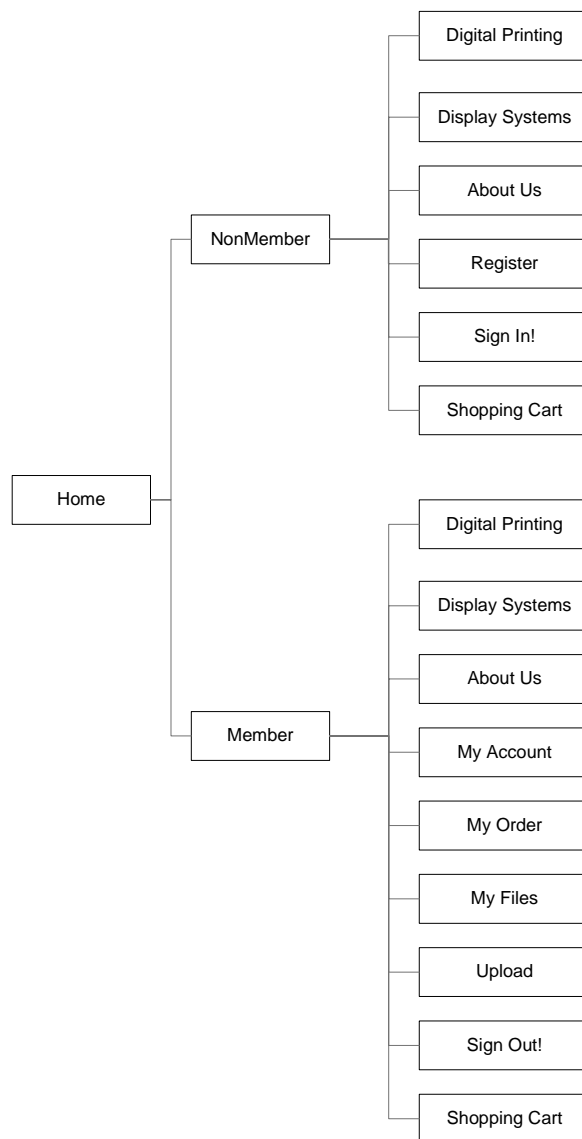 Digital Printing
Display Systems
About Us
NonMember
Register
Sign In!
Shopping Cart
Home
Digital Printing
Display Systems
About Us
Member
My Account
My Order
My Files
Upload
Sign Out!
Shopping Cart